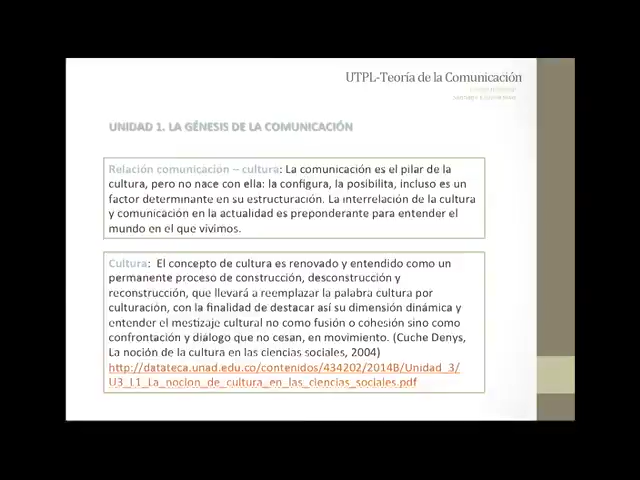 UTPL-Teoría de la Comunicación
UNIDAD 1. LA GÉNESIS DE LA COMUNICACIÓN
Relación comunicación – cultura: La comunicación es el pilar de la
cultura, pero no nace con ella: la configura, la posibilita, incluso es un
factor determinante en su estructuración. La interrelación de la cultura
y comunicación en la actualidad es preponderante para entender el
mundo en el que vivimos.
Cultura: El concepto de cultura es renovado y entendido como un
permanente proceso de construcción, desconstrucción y
reconstrucción, que llevará a reemplazar la palabra cultura por
culturación, con la finalidad de destacar así su dimensión dinámica y
entender el mestizaje cultural no como fusión o cohesión sino como
confrontación y dialogo que no cesan, en movimiento. (Cuche Denys,
La noción de la cultura en las ciencias sociales, 2004)
http://datateca.unad.edu.co/contenidos/434202/2014B/Unidad_3/
U3_L1_La_nocion_de_cultura_en_las_ciencias_sociales.pdf